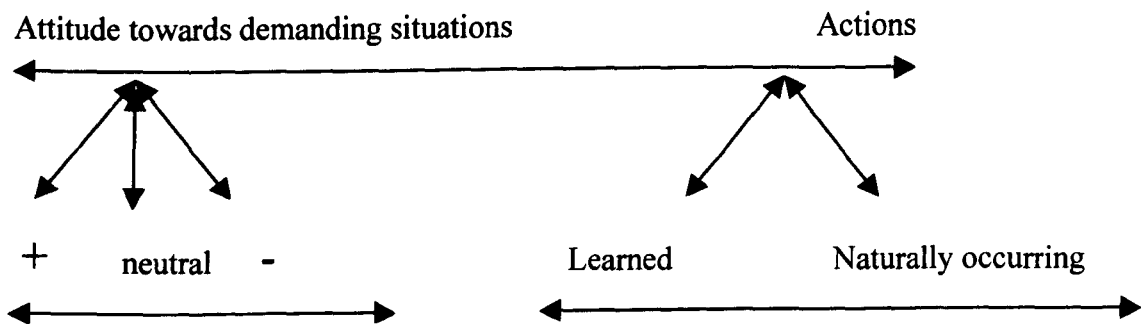 Attitude towards demanding situations Actions
+ neutral - Learned Naturally occurring